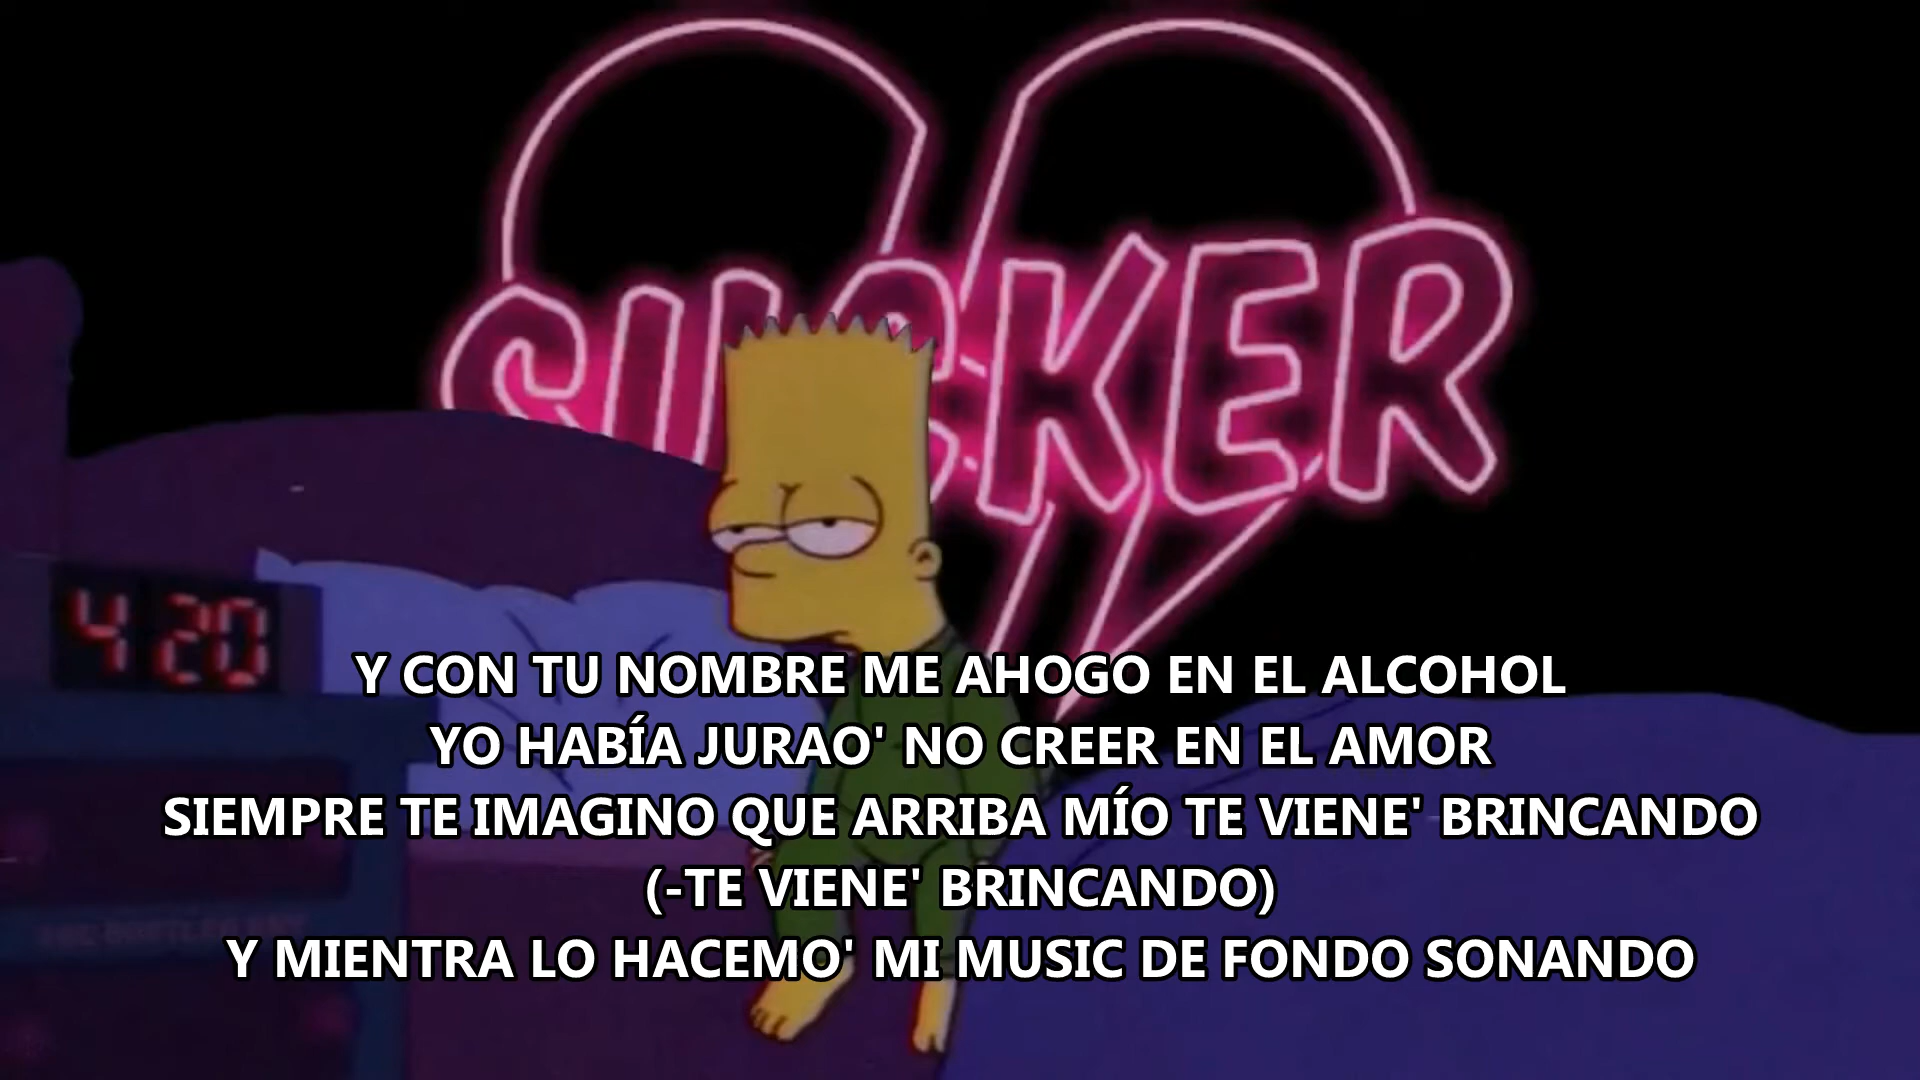 SUCKER
4 20
Y CON TU NOMBRE ME AHOGO EN EL ALCOHOL
YO HABÍA JURAO' NO CREER EN EL AMOR
SIEMPRE TE IMAGINO QUE ARRIBA MÍO TE VIENE' BRINCANDO
(-TE VIENE' BRINCANDO)
Y MIENTRA LO HACEMO' MI MUSIC DE FONDO SONANDO